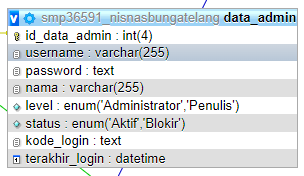 v smp36591_nisnasbungatelang data_admin
id_data_admin : int(4)
username : varchar(255)
password : text
nama : varchar(255)
level : enum('Administrator','Penulis')
status : enum('Aktif','Blokir')
kode_login : text
terakhir_login : datetime